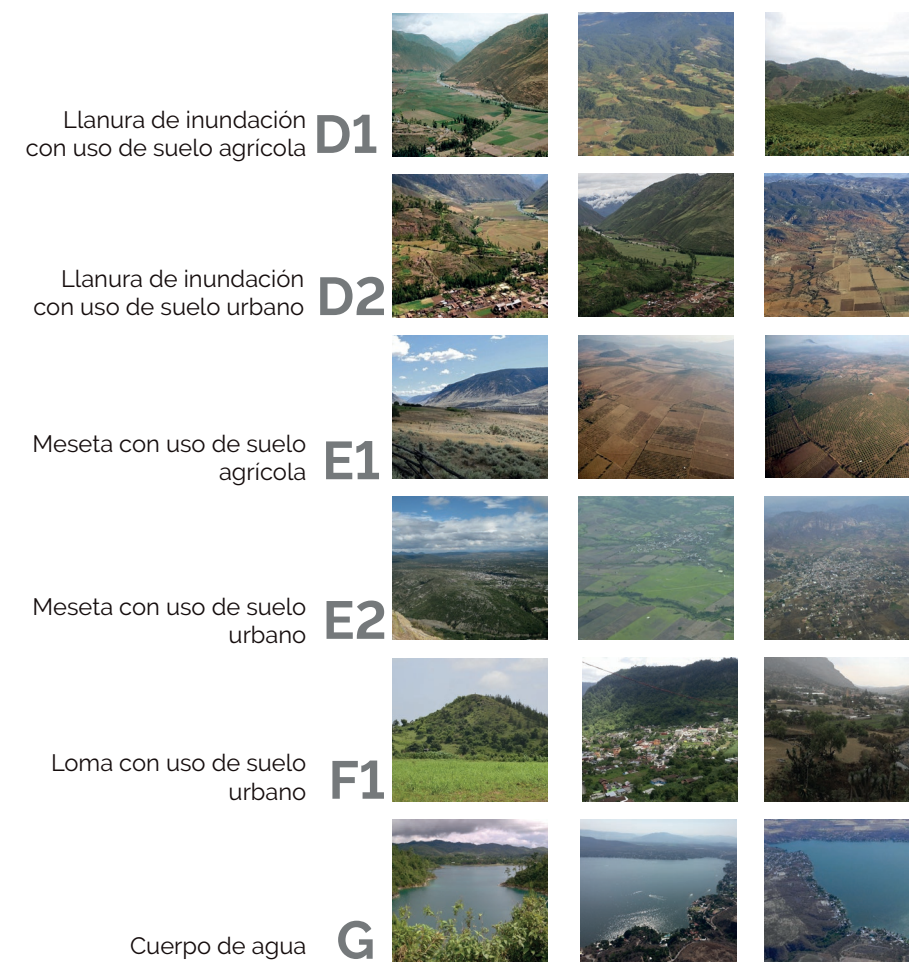 Llanura de inundación
con uso de suelo agrícola
D1
Llanura de inundación
con uso de suelo urbano
D2
Meseta con uso de suelo
agrícola
E1
Meseta con uso de suelo
urbano
E2
Loma con uso de suelo
urbano
F1
Cuerpo de agua
G